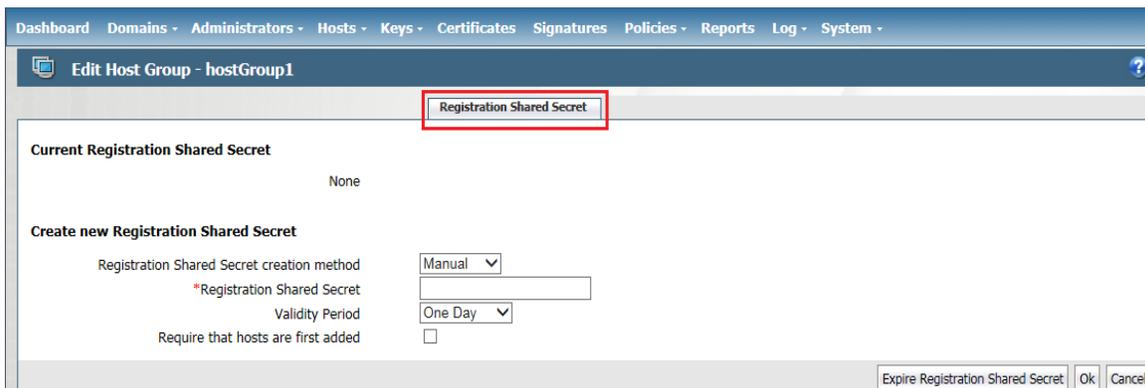 Dashboard Domains Administrators Hosts Keys Certificates Signatures Policies Reports Log System
Edit Host Group - hostGroup1 ?
Registration Shared Secret
Current Registration Shared Secret
None
Create new Registration Shared Secret
Registration Shared Secret creation method Manual
*Registration Shared Secret
Validity Period One Day
Require that hosts are first added
Expire Registration Shared Secret Ok Cancel